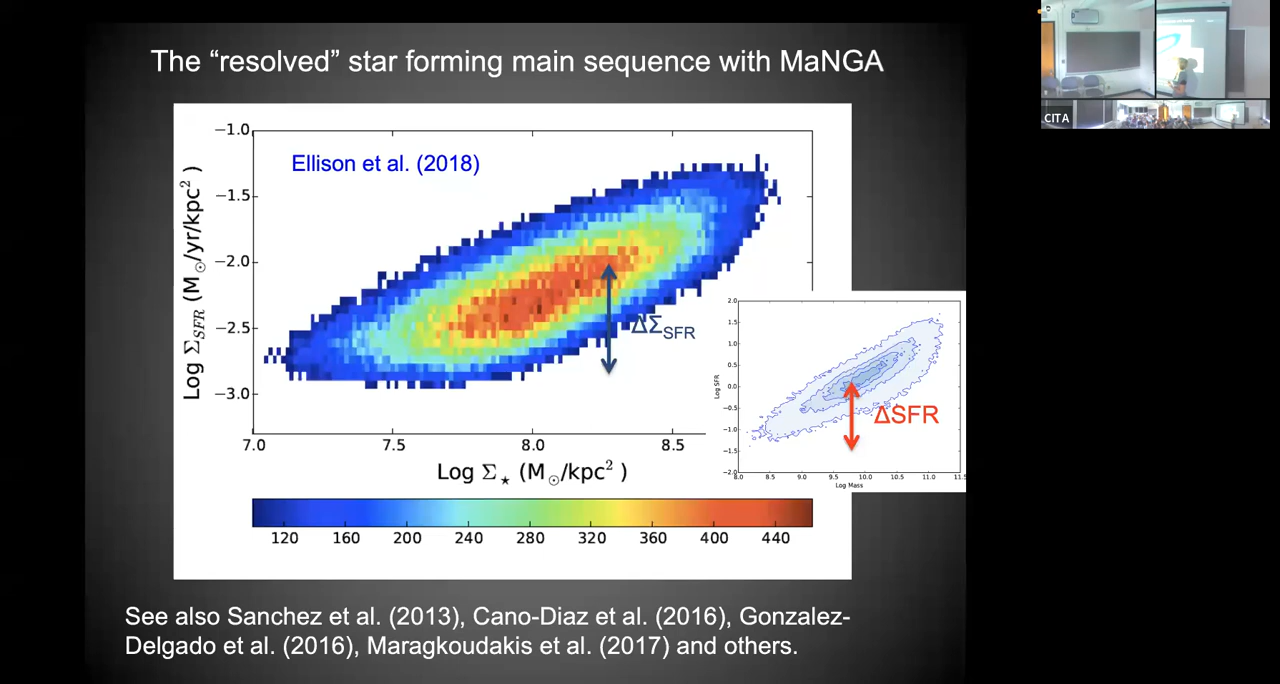 The “resolved” star forming main sequence with MaNGA
CITA
Ellison et al. (2018)
Log Σ_SFR (M_⊙/yr/kpc²)
−1.0
−1.5
−2.0
−2.5
−3.0
7.0 7.5 8.0 8.5
Log Σ_⋆ (M_⊙/kpc²)
ΔΣ_SFR
120 160 200 240 280 320 360 400 440
Log SFR
2.0
1.5
1.0
0.5
0.0
−0.5
−1.0
−1.5
−2.0
8.0 8.5 9.0 9.5 10.0 10.5 11.0 11.5
Log Mass
ΔSFR
See also Sanchez et al. (2013), Cano-Diaz et al. (2016), Gonzalez-
Delgado et al. (2016), Maragkoudakis et al. (2017) and others.